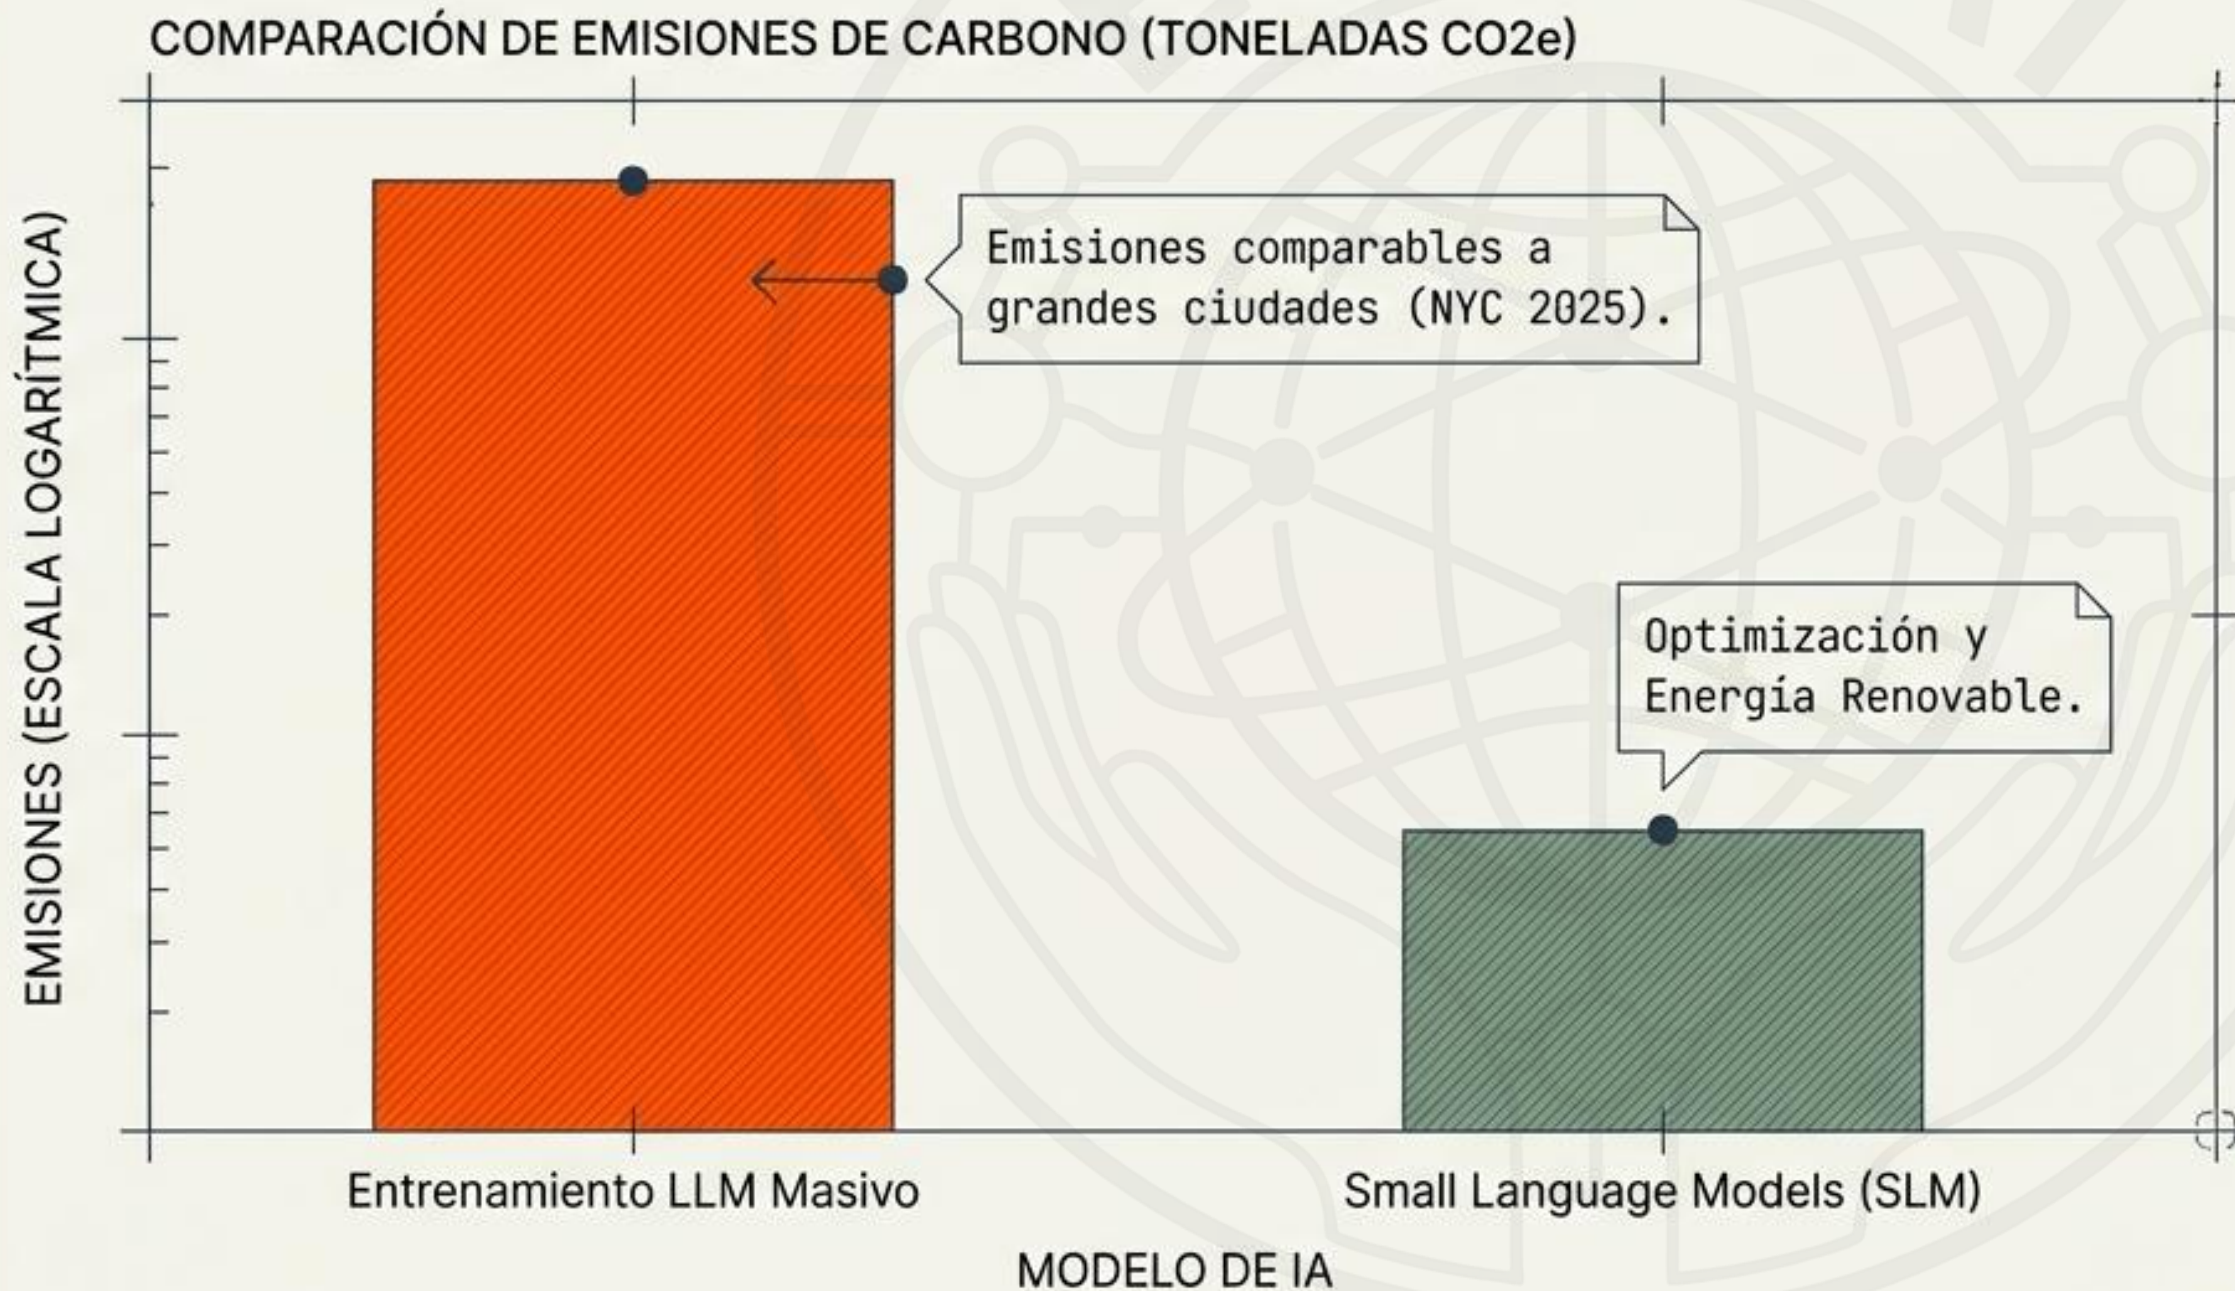 COMPARACIÓN DE EMISIONES DE CARBONO (TONELADAS CO2e)
EMISIONES (ESCALA LOGARÍTMICA)
Emisiones comparables a
grandes ciudades (NYC 2025).
Optimización y
Energía Renovable.
Entrenamiento LLM Masivo
Small Language Models (SLM)
MODELO DE IA